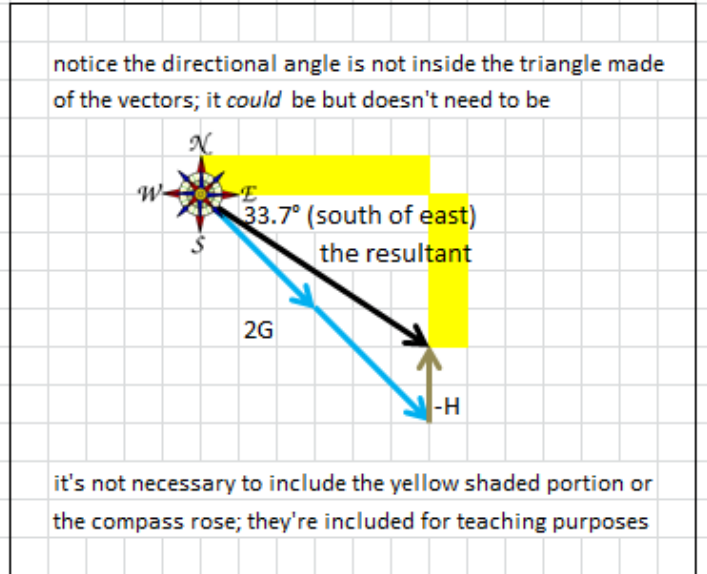 notice the directional angle is not inside the triangle made
of the vectors; it could be but doesn't need to be
N
W
E
33.7° (south of east)
S
the resultant
2G
-H
it's not necessary to include the yellow shaded portion or
the compass rose; they're included for teaching purposes